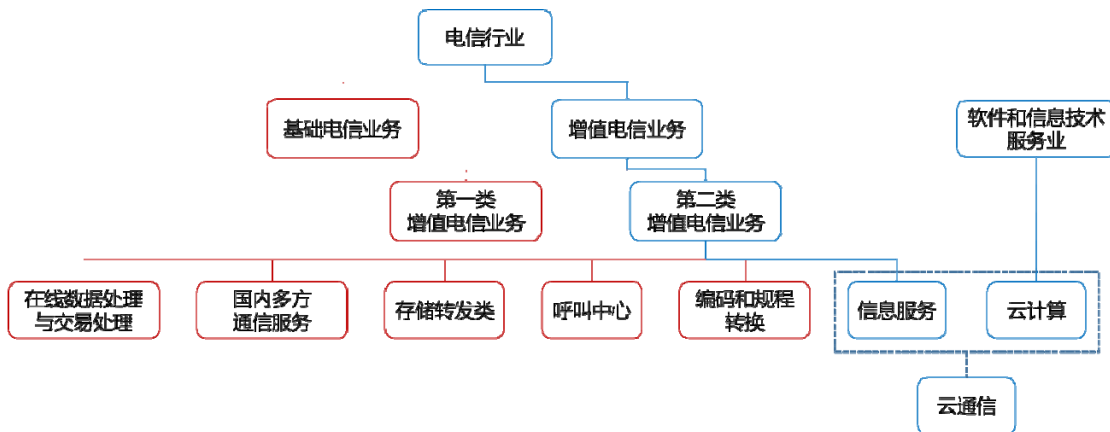 电信行业
基础电信业务
增值电信业务
软件和信息技术
服务业
第一类
增值电信业务
第二类
增值电信业务
在线数据处理
与交易处理
国内多方
通信服务
存储转发类
呼叫中心
编码和规程
转换
信息服务
云计算
云通信